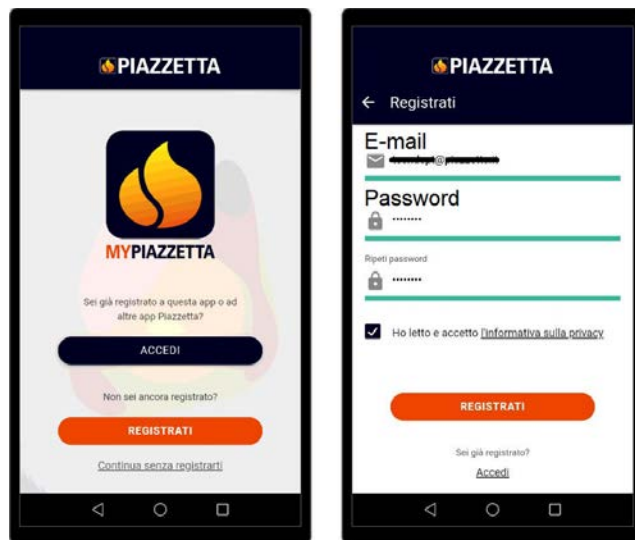 PIAZZETTA
MYPIAZZETTA
Sei già registrato a questa app o ad
altre app Piazzetta?
ACCEDI
Non sei ancora registrato?
REGISTRATI
Continua senza registrarti
PIAZZETTA
← Registrati
E-mail
Password
········
Ripeti password
········
Ho letto e accetto l'informativa sulla privacy
REGISTRATI
Sei già registrato?
Accedi